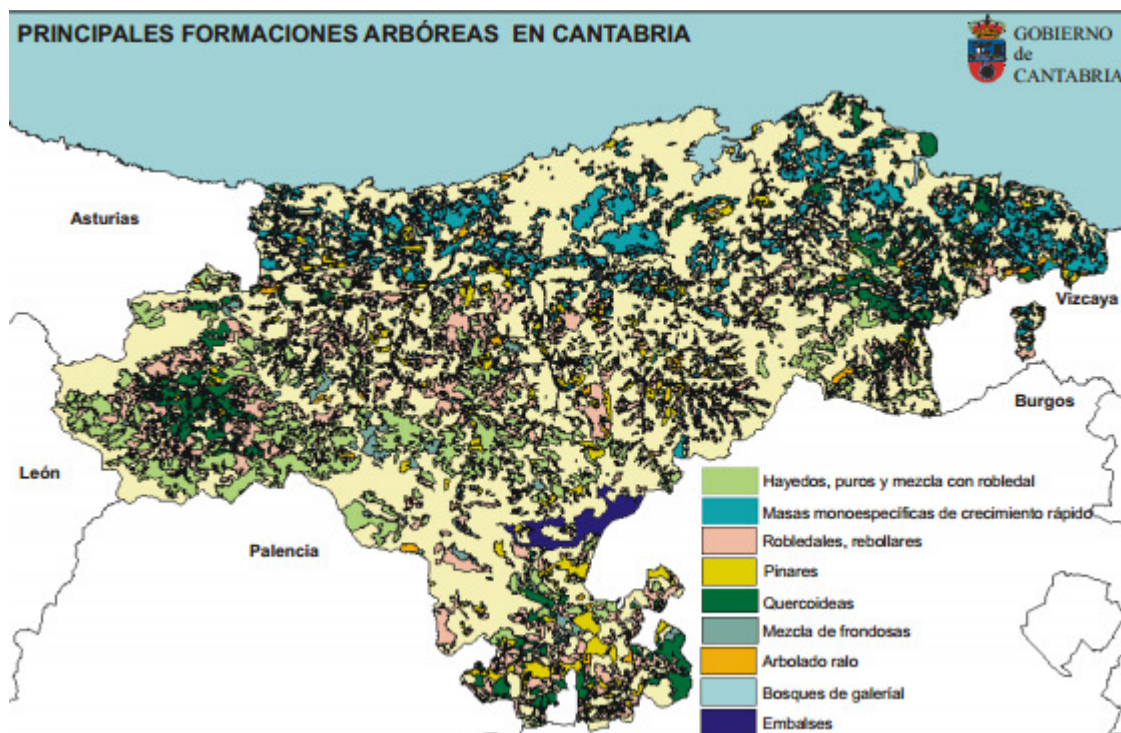 PRINCIPALES FORMACIONES ARBÓREAS EN CANTABRIA
GOBIERNO
de
CANTABRIA
Asturias
Vizcaya
Burgos
León
Palencia
Hayedos, puros y mezcla con robledal
Masas monoespecíficas de crecimiento rápido
Robledales, rebollares
Pinares
Quercoideas
Mezcla de frondosas
Arbolado ralo
Bosques de galeríal
Embalses